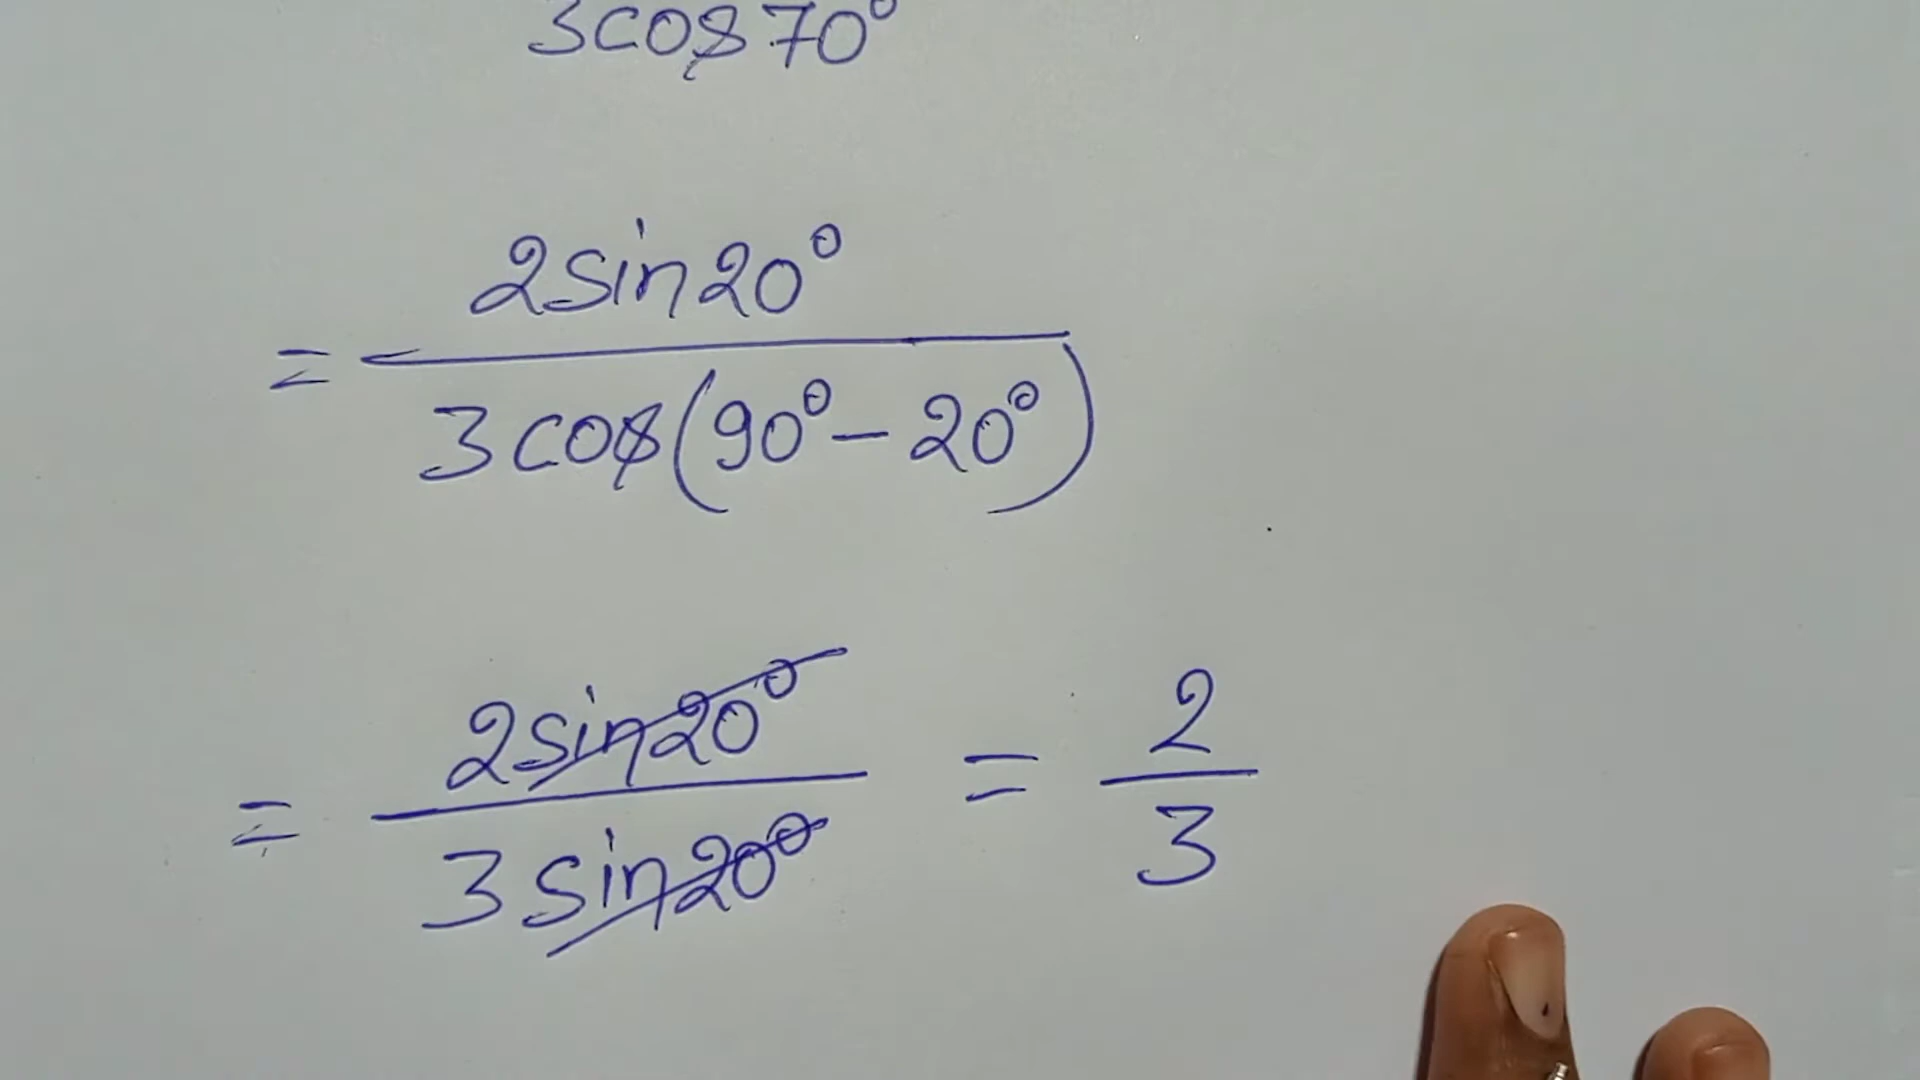 3cos70°
2sin20°
= 3cos(90°-20°)
2sin20° 2
= =
3sin20° 3